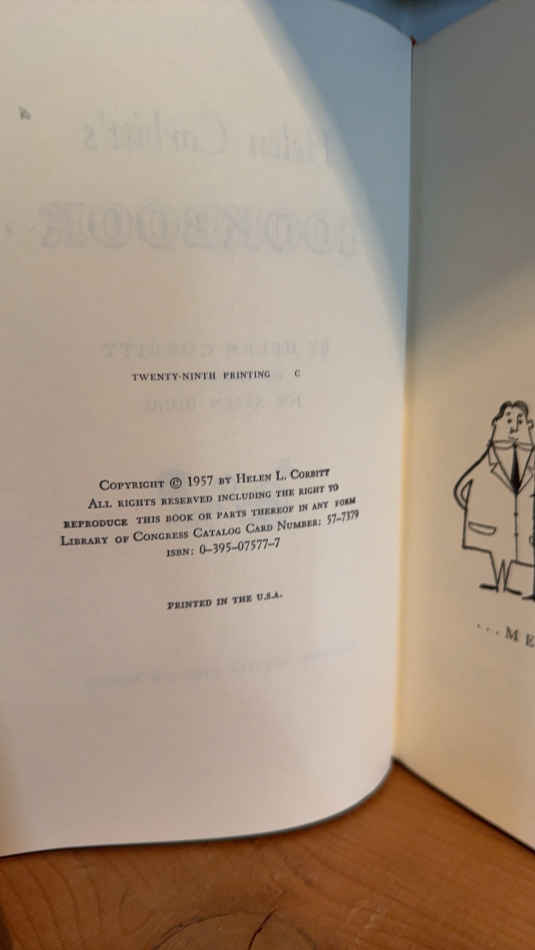 TWENTY-NINTH PRINTING C
COPYRIGHT © 1957 BY HELEN L. CORBITT
ALL RIGHTS RESERVED INCLUDING THE RIGHT TO
REPRODUCE THIS BOOK OR PARTS THEREOF IN ANY FORM
LIBRARY OF CONGRESS CATALOG CARD NUMBER: 57-7379
ISBN: 0-395-07577-7
PRINTED IN THE U.S.A.
...ME